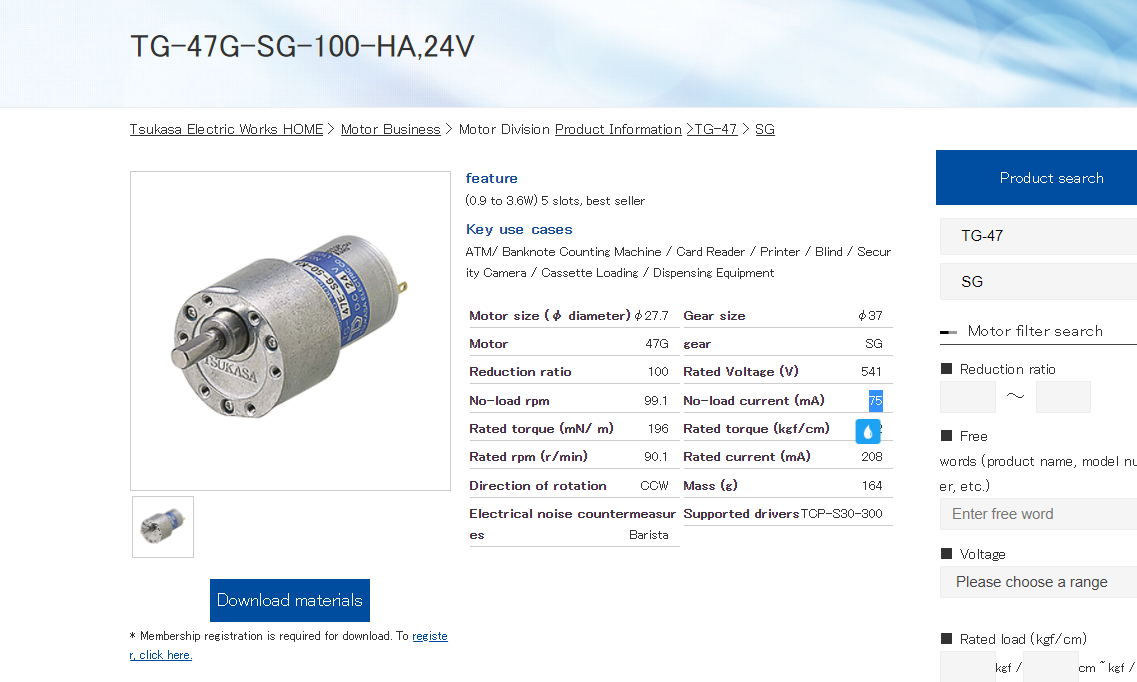 TG-47G-SG-100-HA,24V
Tsukasa Electric Works HOME > Motor Business > Motor Division Product Information >TG-47 > SG
feature
(0.9 to 3.6W) 5 slots, best seller
Key use cases
ATM/ Banknote Counting Machine / Card Reader / Printer / Blind / Secur
ity Camera / Cassette Loading / Dispensing Equipment
Motor size (φ diameter) φ27.7 Gear size φ37
Motor 47G gear SG
Reduction ratio 100 Rated Voltage (V) 541
No-load rpm 99.1 No-load current (mA) 75
Rated torque (mN/ m) 196 Rated torque (kgf/cm)
Rated rpm (r/min) 90.1 Rated current (mA) 208
Direction of rotation CCW Mass (g) 164
Electrical noise countermeasur Supported drivers TCP-S30-300
es Barista
TSUKASA
Download materials
* Membership registration is required for download. To registe
r, click here.
Product search
TG-47
SG
Motor filter search
Reduction ratio
~
Free
words (product name, model nu
er, etc.)
Enter free word
Voltage
Please choose a range
Rated load (kgf/cm)
kgf / cm ~ kgf /